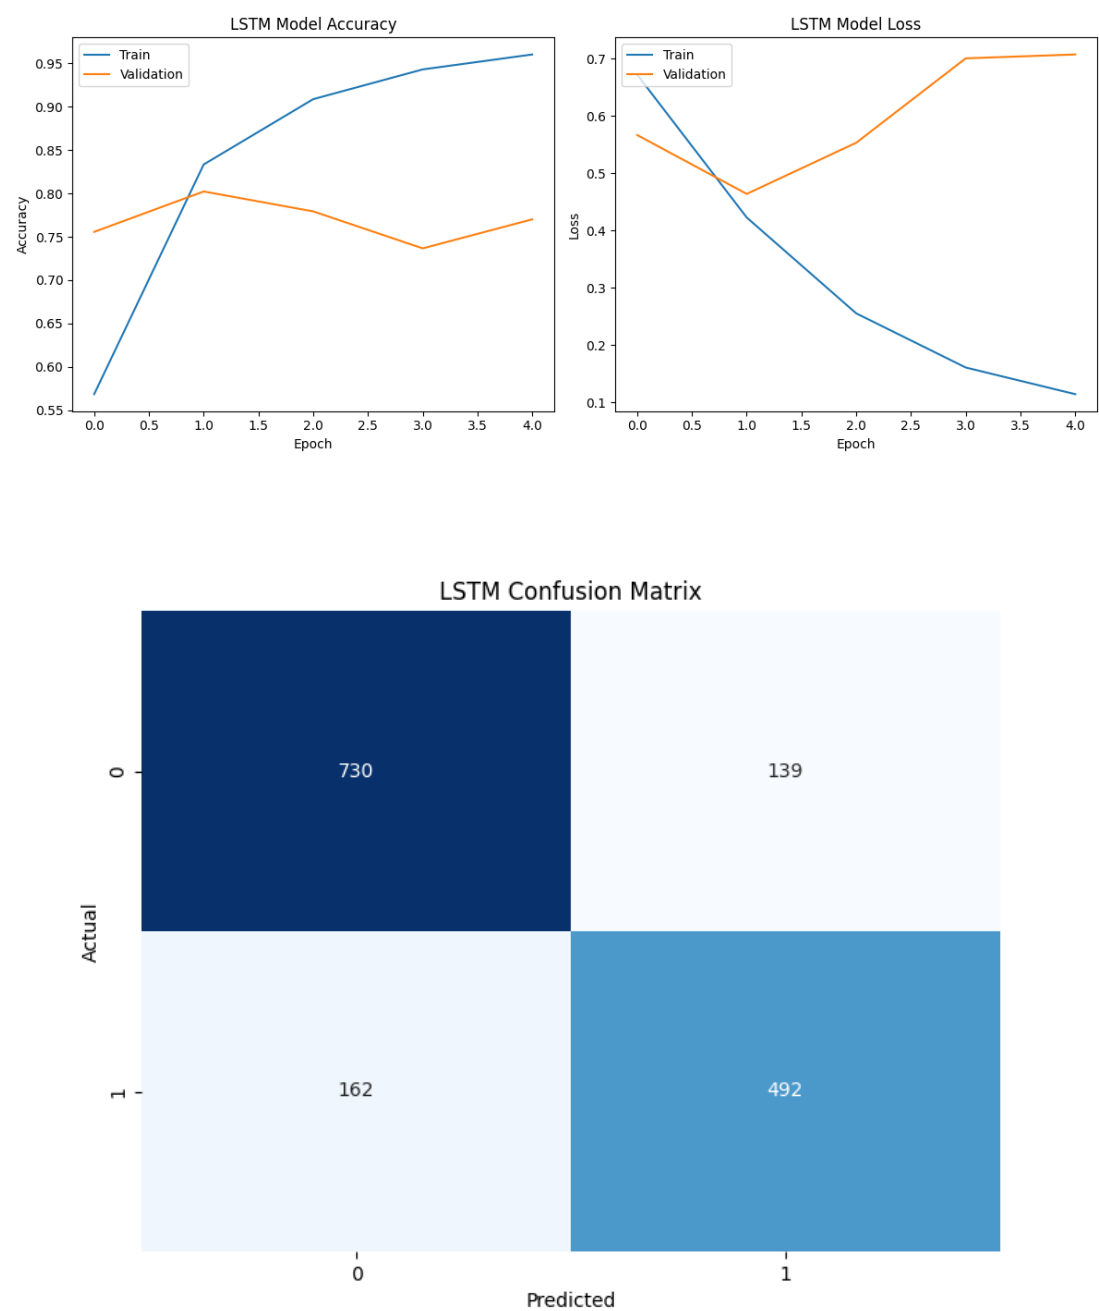 LSTM Model Accuracy
Train
Validation
Accuracy
0.95
0.90
0.85
0.80
0.75
0.70
0.65
0.60
0.55
0.0 0.5 1.0 1.5 2.0 2.5 3.0 3.5 4.0
Epoch
LSTM Model Loss
Train
Validation
Loss
0.7
0.6
0.5
0.4
0.3
0.2
0.1
0.0 0.5 1.0 1.5 2.0 2.5 3.0 3.5 4.0
Epoch
LSTM Confusion Matrix
Actual
0
730 139
1
162 492
0 1
Predicted